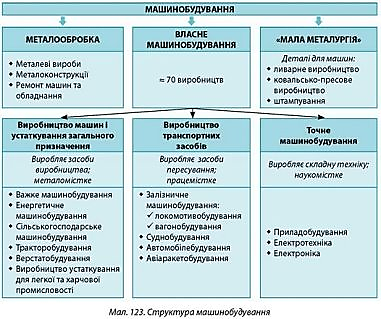 МАШИНОБУДУВАННЯ
МЕТАЛООБРОБКА
• Металеві вироби
• Металоконструкції
• Ремонт машин та
обладнання
ВЛАСНЕ
МАШИНОБУДУВАННЯ
≈ 70 виробництв
«МАЛА МЕТАЛУРГІЯ»
Деталі для машин:
• ливарне виробництво
• ковальсько-пресове
виробництво
• штампування
Виробництво машин і
устаткування загального
призначення
Виробляє засоби
виробництва;
металомістке
• Важке машинобудування
• Енергетичне
машинобудування
• Сільськогосподарське
машинобудування
• Тракторобудування
• Верстатобудування
• Виробництво устаткування
для легкої та харчової
промисловості
Виробництво
транспортних
засобів
Виробляє засоби
пересування;
працемістке
• Залізничне
машинобудування:
✓ локомотивобудування
✓ вагонобудування
• Суднобудування
• Автомобілебудування
• Авіаракетобудування
Точне
машинобудування
Виробляє складну техніку;
наукомістке
• Приладобудування
• Електротехніка
• Електроніка
Мал. 123. Структура машинобудування